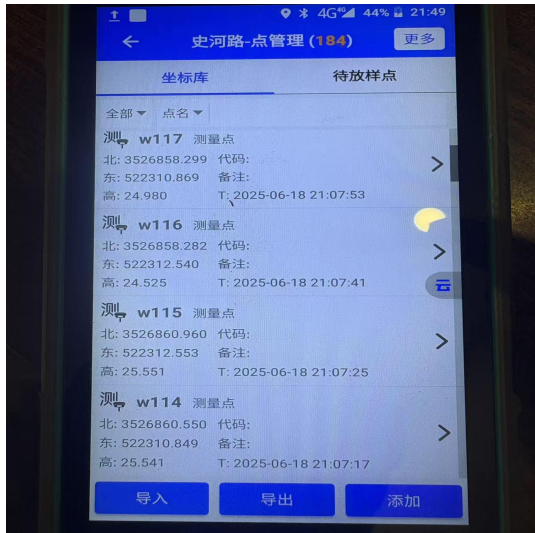 4G 4G 44% 21:49
史河路-点管理 (184) 更多
坐标库 待放样点
全部 点名
测 w117 测量点
北: 3526858.299 代码:
东: 522310.869 备注:
高: 24.980 T: 2025-06-18 21:07:53
测 w116 测量点
北: 3526858.282 代码:
东: 522312.540 备注:
高: 24.525 T: 2025-06-18 21:07:41
云
测 w115 测量点
北: 3526860.960 代码:
东: 522312.553 备注:
高: 25.551 T: 2025-06-18 21:07:25
测 w114 测量点
北: 3526860.550 代码:
东: 522310.849 备注:
高: 25.541 T: 2025-06-18 21:07:17
导入 导出 添加